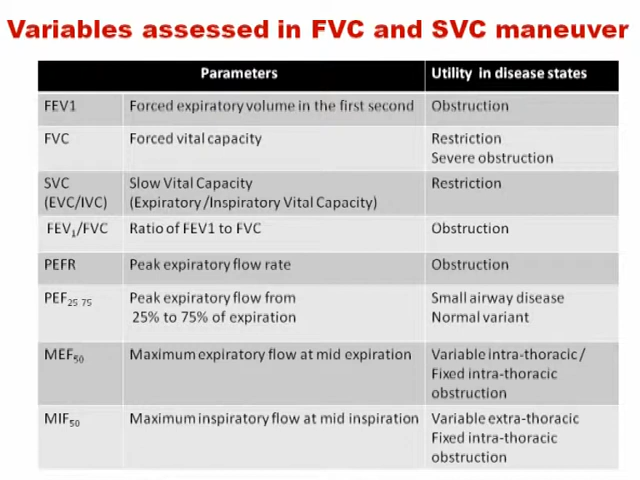 Variables assessed in FVC and SVC maneuver
Parameters Utility in disease states
FEV1 Forced expiratory volume in the first second Obstruction
FVC Forced vital capacity Restriction
Severe obstruction
SVC Slow Vital Capacity Restriction
(EVC/IVC) (Expiratory/Inspiratory Vital Capacity)
FEV1/FVC Ratio of FEV1 to FVC Obstruction
PEFR Peak expiratory flow rate Obstruction
PEF25 75 Peak expiratory flow from Small airway disease
25% to 75% of expiration Normal variant
MEF50 Maximum expiratory flow at mid expiration Variable intra-thoracic/
Fixed intra-thoracic
obstruction
MIF50 Maximum inspiratory flow at mid inspiration Variable extra-thoracic
Fixed intra-thoracic
obstruction